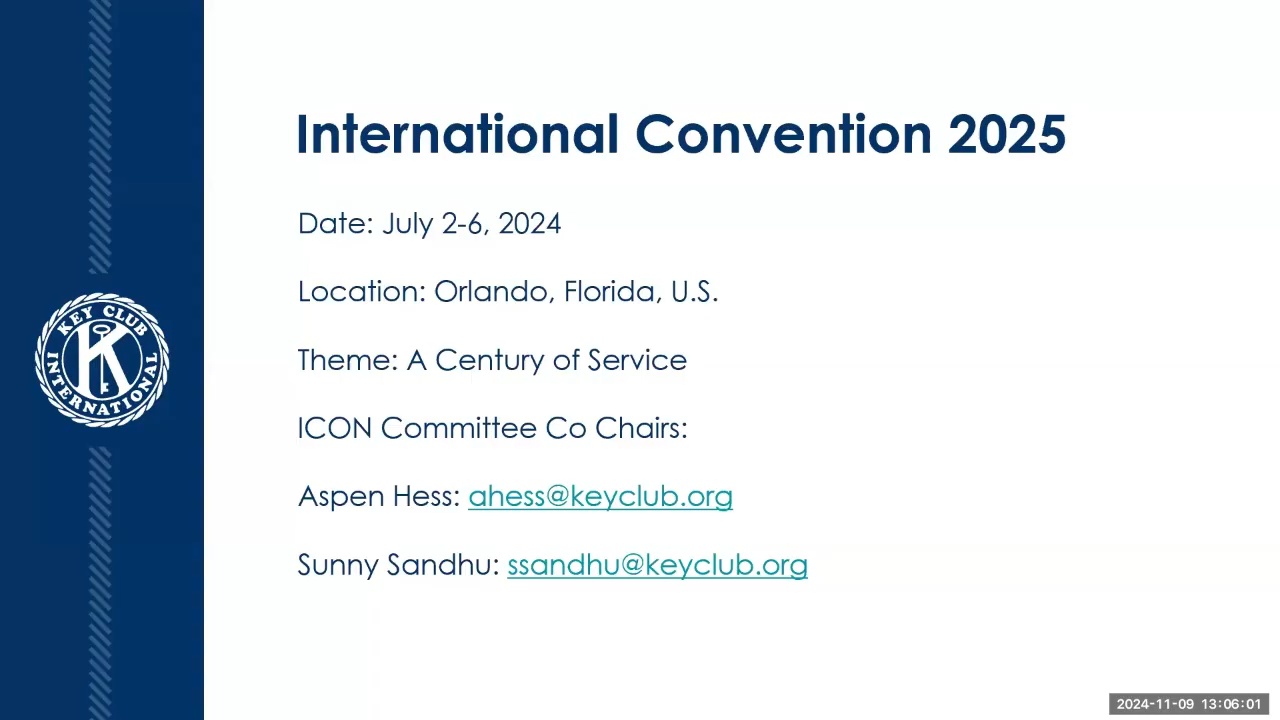 International Convention 2025
Date: July 2-6, 2024
Location: Orlando, Florida, U.S.
Theme: A Century of Service
ICON Committee Co Chairs:
Aspen Hess: ahess@keyclub.org
Sunny Sandhu: ssandhu@keyclub.org
KEY CLUB
K
INTERNATIONAL
2024-11-09 13:06:01